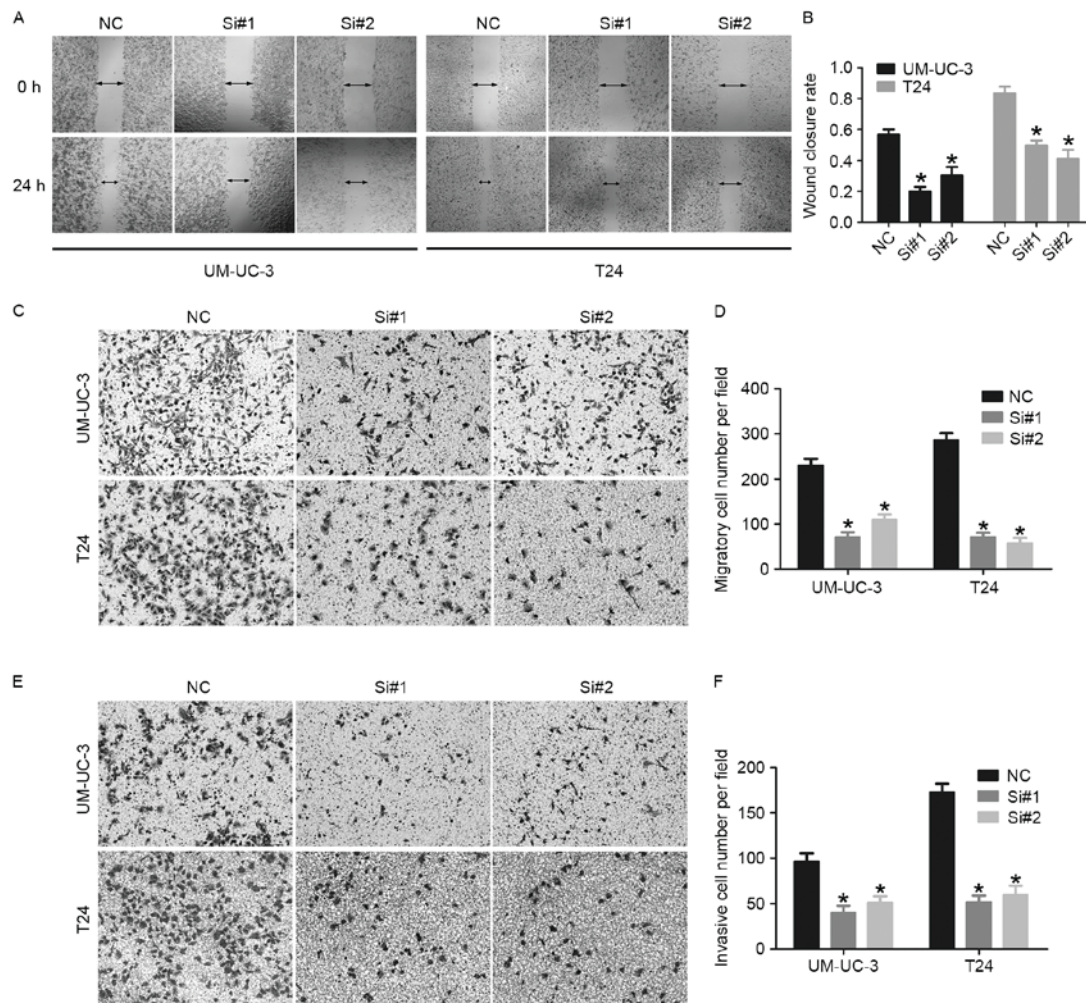 A
NC Si#1 Si#2 NC Si#1 Si#2
0 h
24 h
UM-UC-3 T24
B
Wound closure rate
1.0
0.8
0.6
0.4
0.2
0.0
UM-UC-3
T24
* * * *
NC Si#1 Si#2 NC Si#1 Si#2
C
NC Si#1 Si#2
UM-UC-3
T24
D
Migratory cell number per field
400
300
200
100
0
NC
Si#1
Si#2
* * * *
UM-UC-3 T24
E
NC Si#1 Si#2
UM-UC-3
T24
F
Invasive cell number per field
200
150
100
50
0
NC
Si#1
Si#2
* * * *
UM-UC-3 T24